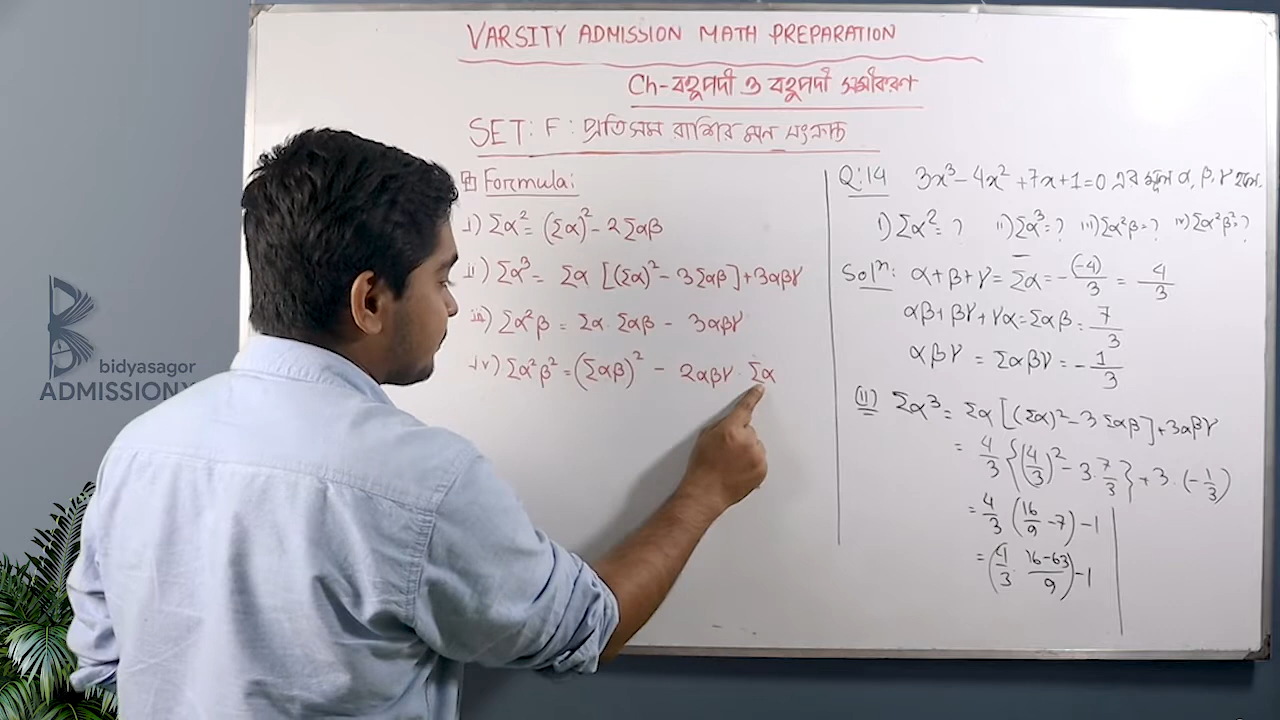 VARSITY ADMISSION MATH PREPARATION
Ch-বহুপদী ও বহুপদী সমীকরণ
SET: F: প্রতিসম রাশির মান সংক্রান্ত
Formula:
i) Σα² = (Σα)² - 2Σαβ
ii) Σα³ = Σα [(Σα)² - 3Σαβ] + 3αβγ
iii) Σα²β = Σα · Σαβ - 3αβγ
iv) Σα²β² = (Σαβ)² - 2αβγ · Σα
Q:14 3x³ - 4x² + 7x + 1 = 0 এর মূল α, β, γ হলে,
i) Σα² = ? ii) Σα³ = ? iii) Σα²β = ? iv) Σα²β² = ?
Solⁿ: α+β+γ = Σα = -(-4)/3 = 4/3
αβ+βγ+γα = Σαβ = 7/3
αβγ = Σαβγ = -1/3
(ii) Σα³ = Σα [(Σα)² - 3Σαβ] + 3αβγ
= 4/3 {(4/3)² - 3·7/3} + 3·(-1/3)
= 4/3 (16/9 - 7) - 1
= (4/3 · 16-63/9) - 1
bidyasagor
ADMISSION